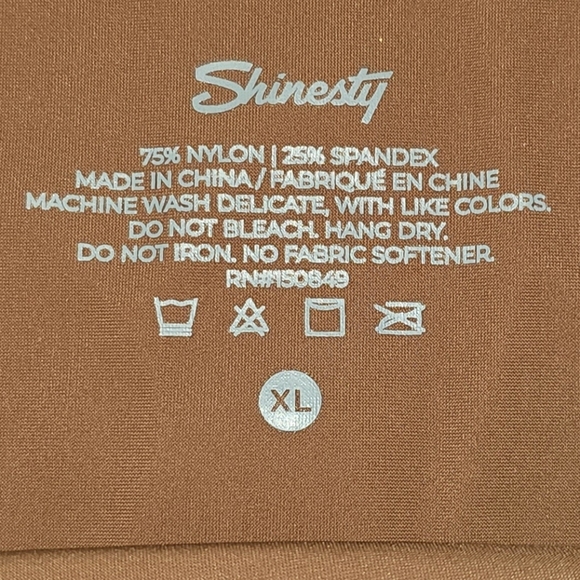 Shinesty
75% NYLON | 25% SPANDEX
MADE IN CHINA / FABRIQUÉ EN CHINE
MACHINE WASH DELICATE, WITH LIKE COLORS.
DO NOT BLEACH. HANG DRY.
DO NOT IRON. NO FABRIC SOFTENER.
RN#150849
XL